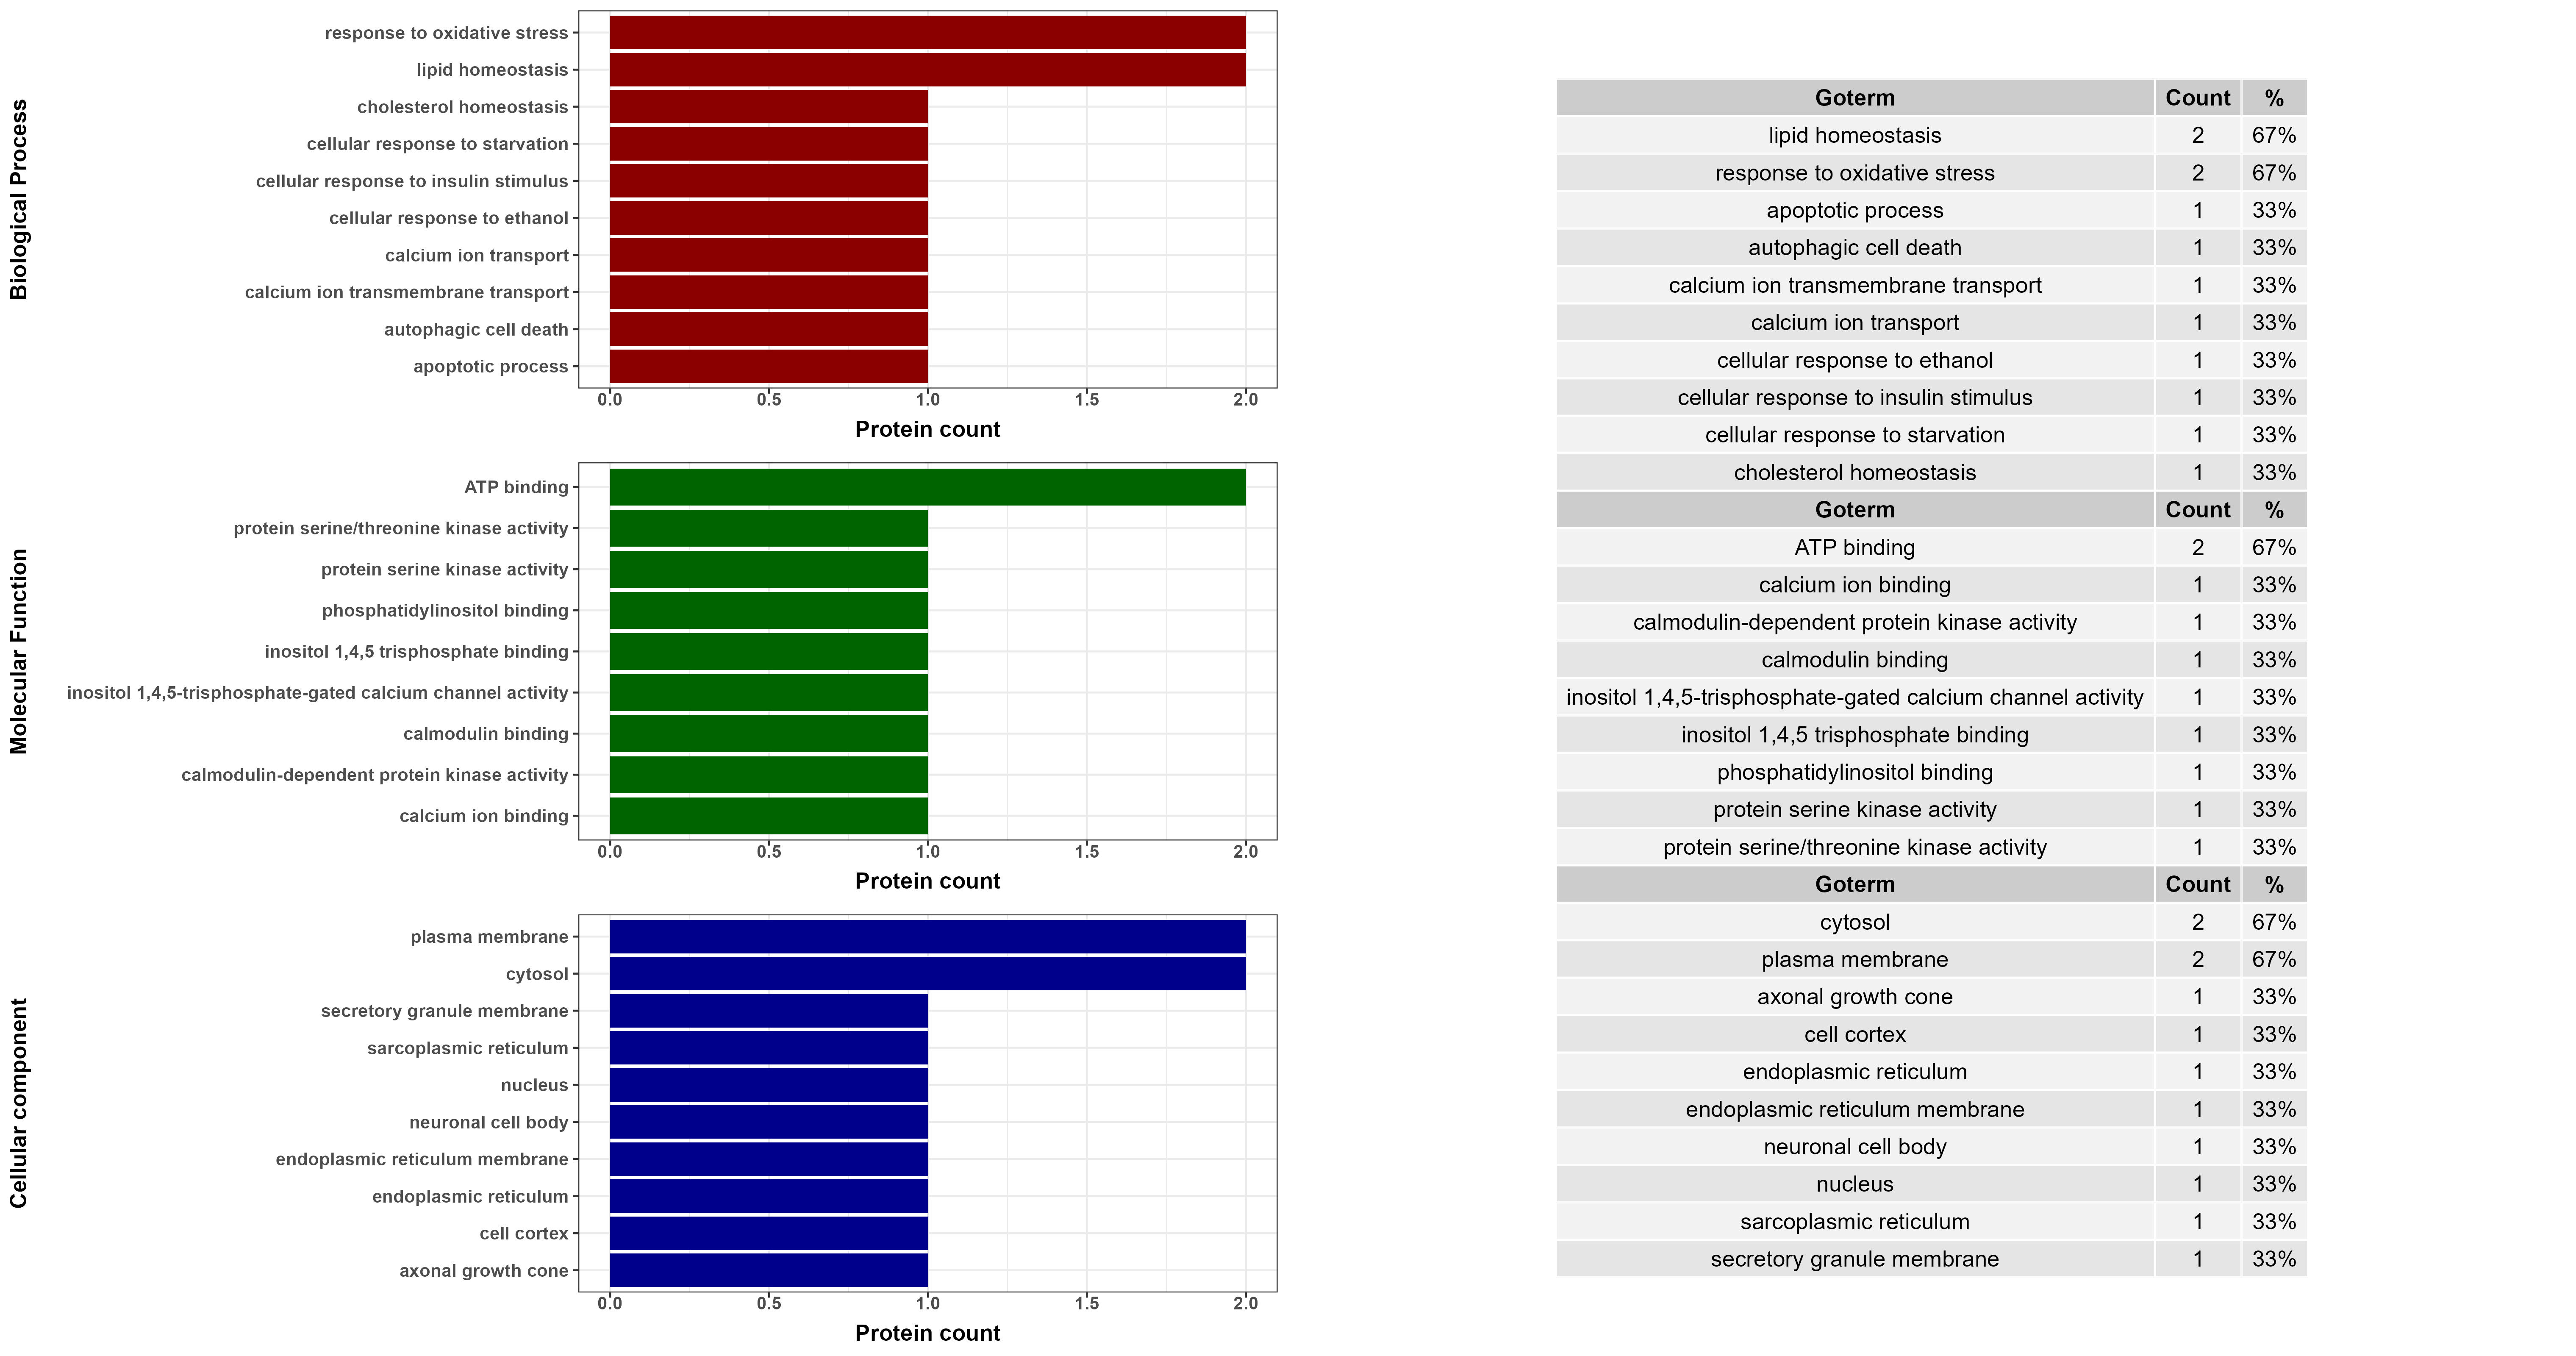 Biological Process
response to oxidative stress
lipid homeostasis
cholesterol homeostasis
cellular response to starvation
cellular response to insulin stimulus
cellular response to ethanol
calcium ion transport
calcium ion transmembrane transport
autophagic cell death
apoptotic process
0.0 0.5 1.0 1.5 2.0
Protein count
Molecular Function
ATP binding
protein serine/threonine kinase activity
protein serine kinase activity
phosphatidylinositol binding
inositol 1,4,5 trisphosphate binding
inositol 1,4,5-trisphosphate-gated calcium channel activity
calmodulin binding
calmodulin-dependent protein kinase activity
calcium ion binding
0.0 0.5 1.0 1.5 2.0
Protein count
Cellular component
plasma membrane
cytosol
secretory granule membrane
sarcoplasmic reticulum
nucleus
neuronal cell body
endoplasmic reticulum membrane
endoplasmic reticulum
cell cortex
axonal growth cone
0.0 0.5 1.0 1.5 2.0
Protein count
Goterm Count %
lipid homeostasis 2 67%
response to oxidative stress 2 67%
apoptotic process 1 33%
autophagic cell death 1 33%
calcium ion transmembrane transport 1 33%
calcium ion transport 1 33%
cellular response to ethanol 1 33%
cellular response to insulin stimulus 1 33%
cellular response to starvation 1 33%
cholesterol homeostasis 1 33%
Goterm Count %
ATP binding 2 67%
calcium ion binding 1 33%
calmodulin-dependent protein kinase activity 1 33%
calmodulin binding 1 33%
inositol 1,4,5-trisphosphate-gated calcium channel activity 1 33%
inositol 1,4,5 trisphosphate binding 1 33%
phosphatidylinositol binding 1 33%
protein serine kinase activity 1 33%
protein serine/threonine kinase activity 1 33%
Goterm Count %
cytosol 2 67%
plasma membrane 2 67%
axonal growth cone 1 33%
cell cortex 1 33%
endoplasmic reticulum 1 33%
endoplasmic reticulum membrane 1 33%
neuronal cell body 1 33%
nucleus 1 33%
sarcoplasmic reticulum 1 33%
secretory granule membrane 1 33%